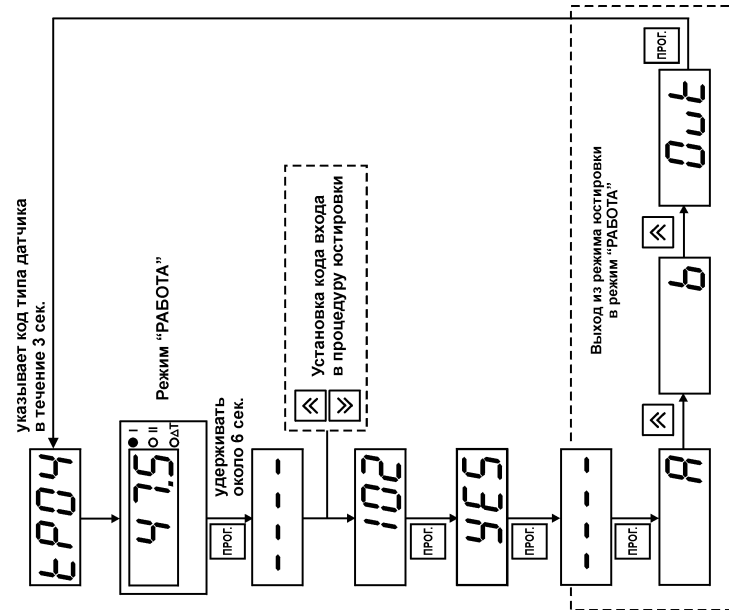 указывает код типа датчика
в течение 3 сек.
tP04
Режим “РАБОТА”
47.5
I
II
ΔT
ПРОГ.
удерживать
около 6 сек.
- - - -
Установка кода входа
в процедуру юстировки
102
ПРОГ.
YES
ПРОГ.
- - - -
Выход из режима юстировки
в режим “РАБОТА”
ПРОГ.
A
b
Out
ПРОГ.